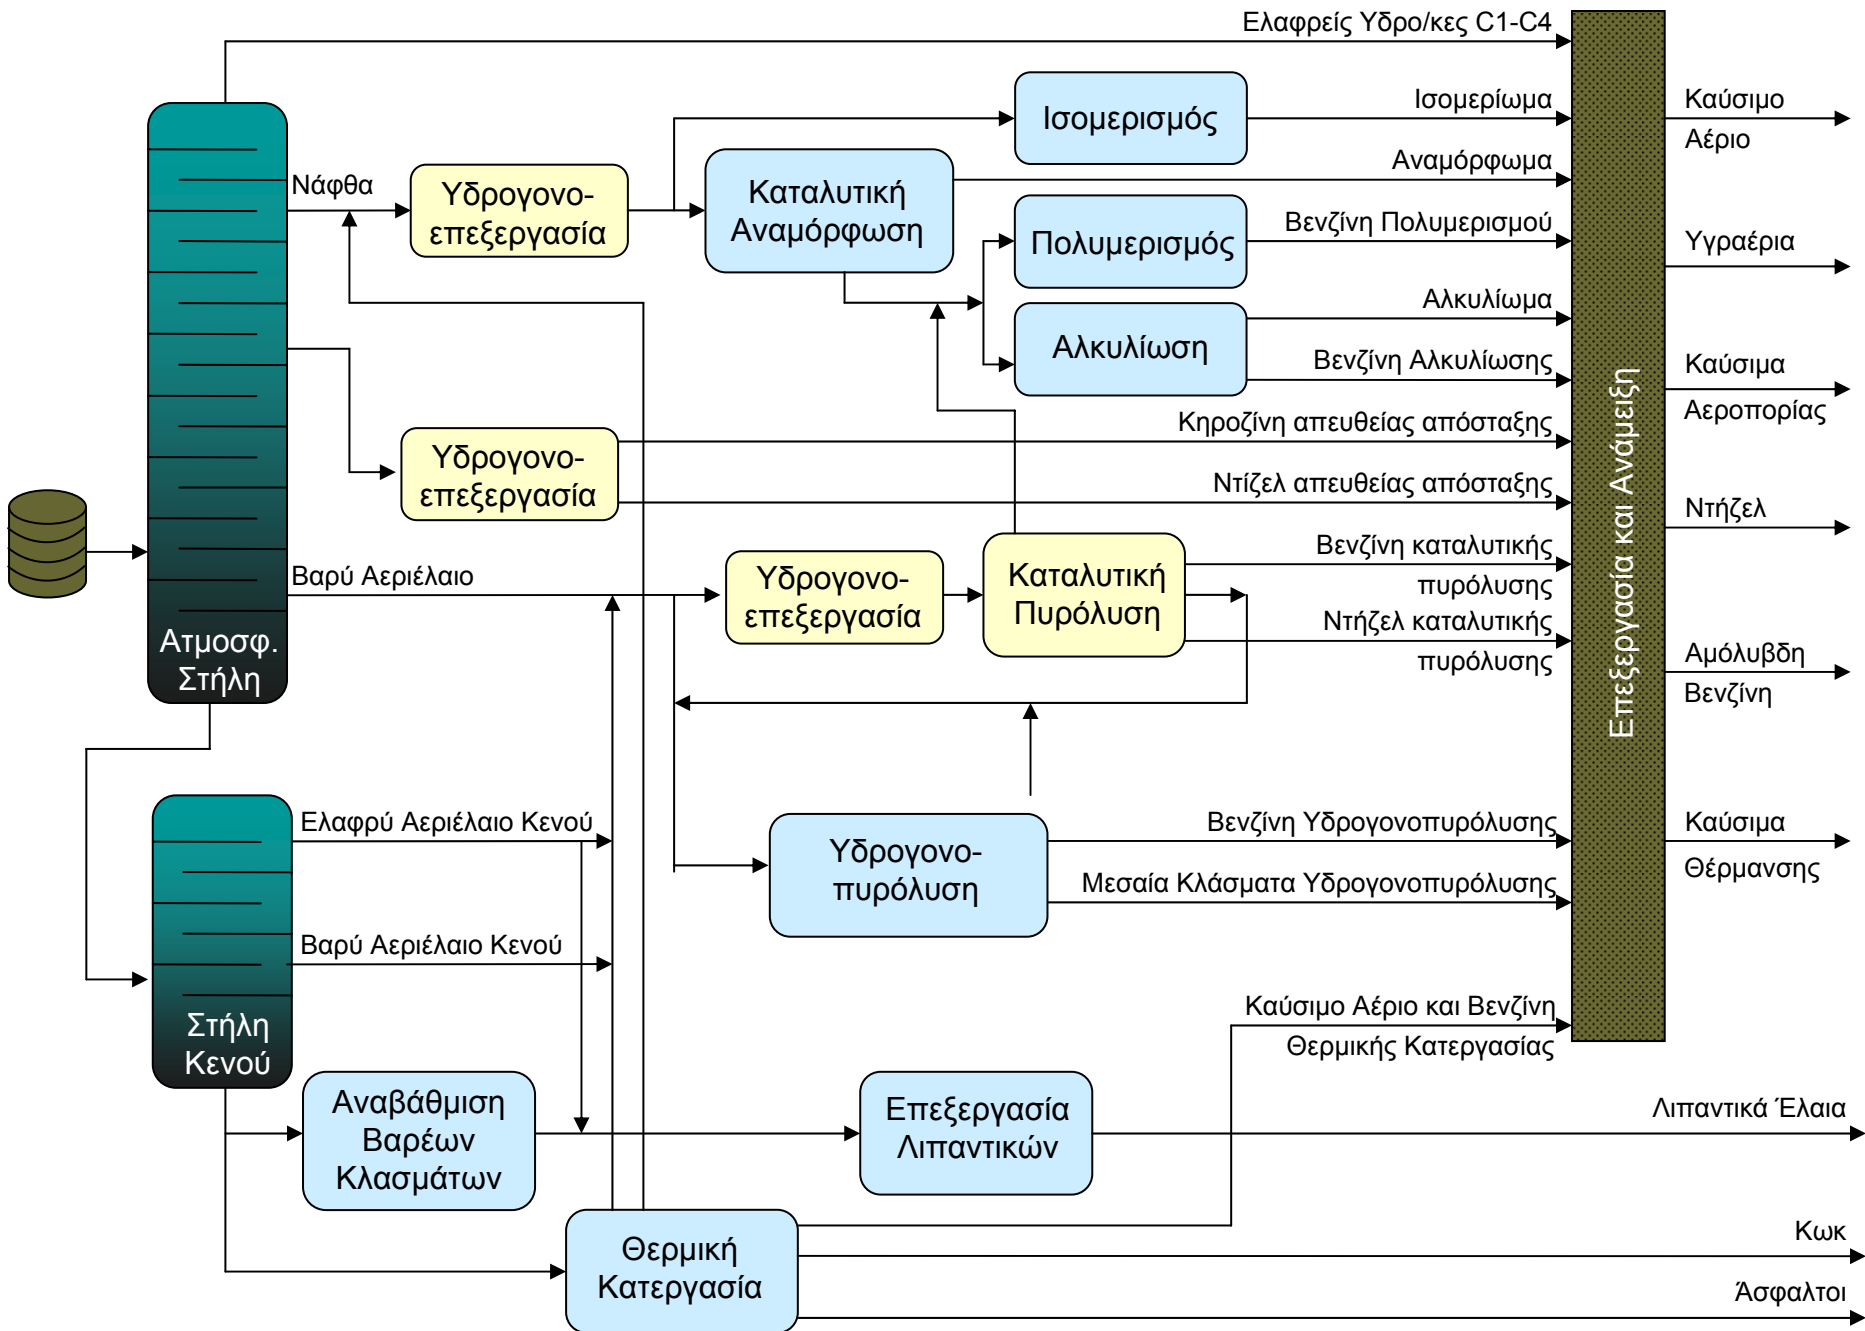 Ελαφρείς Υδρο/κες C1-C4
Ισομερισμός
Ισομερίωμα
Καύσιμο
Αέριο
Νάφθα
Υδρογονο-
επεξεργασία
Καταλυτική
Αναμόρφωση
Αναμόρφωμα
Πολυμερισμός
Βενζίνη Πολυμερισμού
Υγραέρια
Αλκυλίωση
Αλκυλίωμα
Βενζίνη Αλκυλίωσης
Καύσιμα
Αεροπορίας
Υδρογονο-
επεξεργασία
Κηροζίνη απευθείας απόσταξης
Ντίζελ απευθείας απόσταξης
Επεξεργασία και Ανάμειξη
Ντήζελ
Βαρύ Αεριέλαιο
Υδρογονο-
επεξεργασία
Καταλυτική
Πυρόλυση
Βενζίνη καταλυτικής
πυρόλυσης
Ντήζελ καταλυτικής
πυρόλυσης
Ατμοσφ.
Στήλη
Αμόλυβδη
Βενζίνη
Ελαφρύ Αεριέλαιο Κενού
Υδρογονο-
πυρόλυση
Βενζίνη Υδρογονοπυρόλυσης
Μεσαία Κλάσματα Υδρογονοπυρόλυσης
Καύσιμα
Θέρμανσης
Βαρύ Αεριέλαιο Κενού
Στήλη
Κενού
Καύσιμο Αέριο και Βενζίνη
Θερμικής Κατεργασίας
Αναβάθμιση
Βαρέων
Κλασμάτων
Επεξεργασία
Λιπαντικών
Λιπαντικά Έλαια
Θερμική
Κατεργασία
Κωκ
Άσφαλτοι